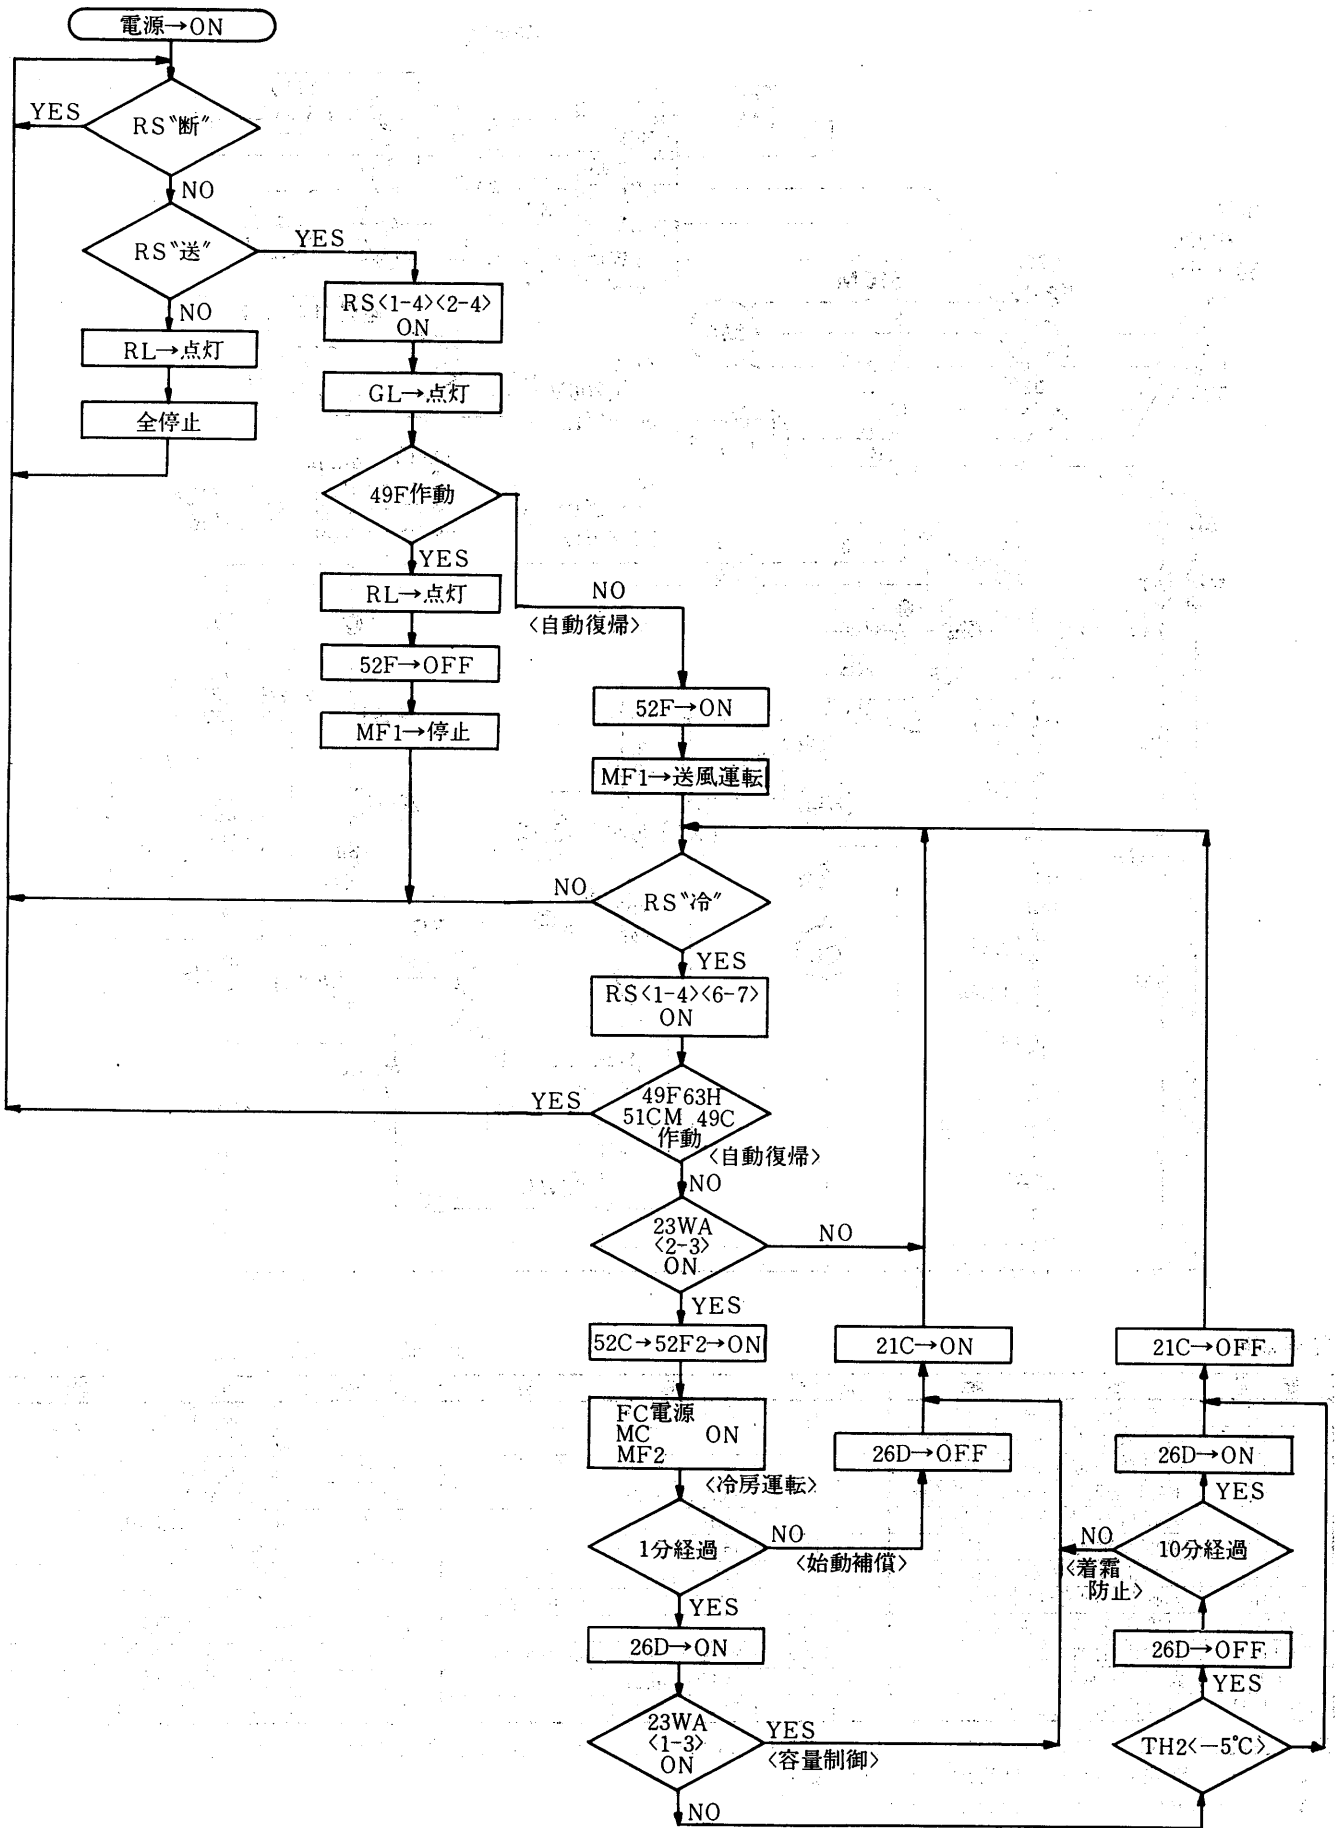 電源→ON
RS"断"
YES
NO
RS"送"
YES
NO
RL→点灯
全停止
RS<1-4><2-4>
ON
GL→点灯
49F作動
YES
NO
<自動復帰>
RL→点灯
52F→OFF
MF1→停止
52F→ON
MF1→送風運転
RS"冷"
NO
YES
RS<1-4><6-7>
ON
49F 63H
51CM 49C
作動
YES
<自動復帰>
NO
23WA
<2-3>
ON
NO
YES
52C→52F2→ON
FC電源
MC ON
MF2
<冷房運転>
1分経過
NO
<始動補償>
YES
26D→ON
23WA
<1-3>
ON
YES
<容量制御>
NO
21C→ON
26D→OFF
21C→OFF
26D→ON
YES
10分経過
NO
<着霜
防止>
26D→OFF
YES
TH2<-5℃>